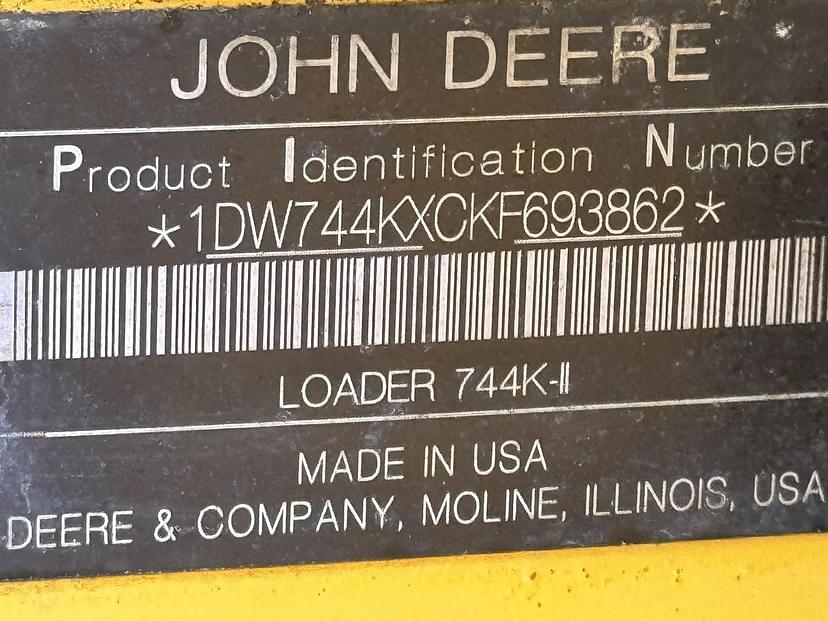 JOHN DEERE
Product Identification Number
*1DW744KXCKF693862*
LOADER 744K-II
MADE IN USA
DEERE & COMPANY, MOLINE, ILLINOIS, USA